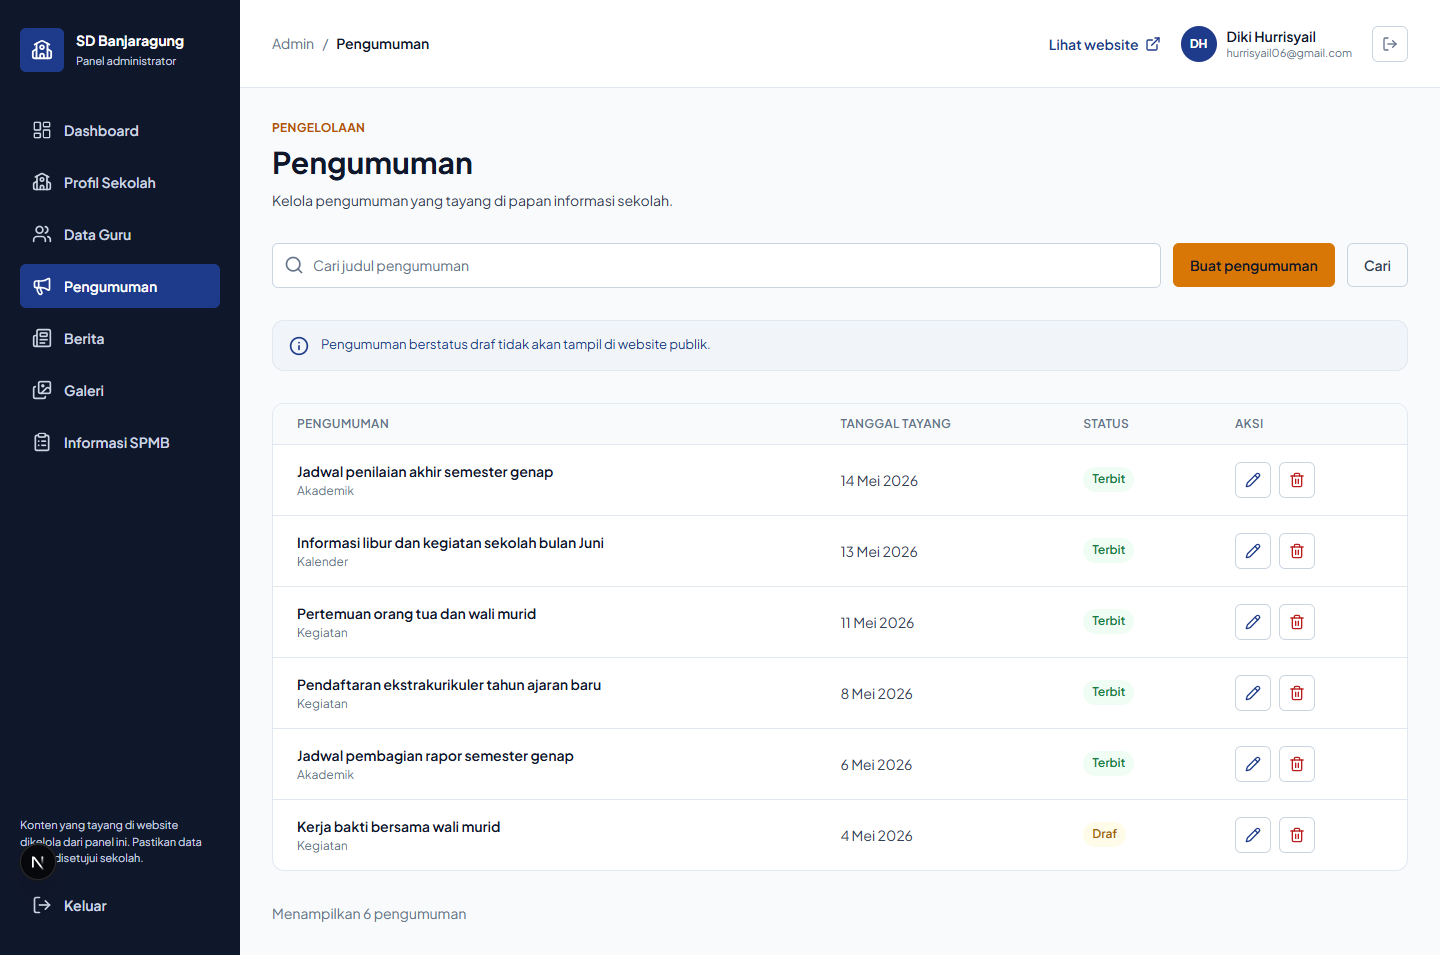 SD Banjaragung
Panel administrator
Dashboard
Profil Sekolah
Data Guru
Pengumuman
Berita
Galeri
Informasi SPMB
Konten yang tayang di website
dikelola dari panel ini. Pastikan data
disetujui sekolah.
N
Keluar
Admin / Pengumuman
Lihat website
DH
Diki Hurrisyail
hurrisyail06@gmail.com
PENGELOLAAN
Pengumuman
Kelola pengumuman yang tayang di papan informasi sekolah.
Cari judul pengumuman
Buat pengumuman
Cari
Pengumuman berstatus draf tidak akan tampil di website publik.
PENGUMUMAN TANGGAL TAYANG STATUS AKSI
Jadwal penilaian akhir semester genap
Akademik
14 Mei 2026
Terbit
Informasi libur dan kegiatan sekolah bulan Juni
Kalender
13 Mei 2026
Terbit
Pertemuan orang tua dan wali murid
Kegiatan
11 Mei 2026
Terbit
Pendaftaran ekstrakurikuler tahun ajaran baru
Kegiatan
8 Mei 2026
Terbit
Jadwal pembagian rapor semester genap
Akademik
6 Mei 2026
Terbit
Kerja bakti bersama wali murid
Kegiatan
4 Mei 2026
Draf
Menampilkan 6 pengumuman